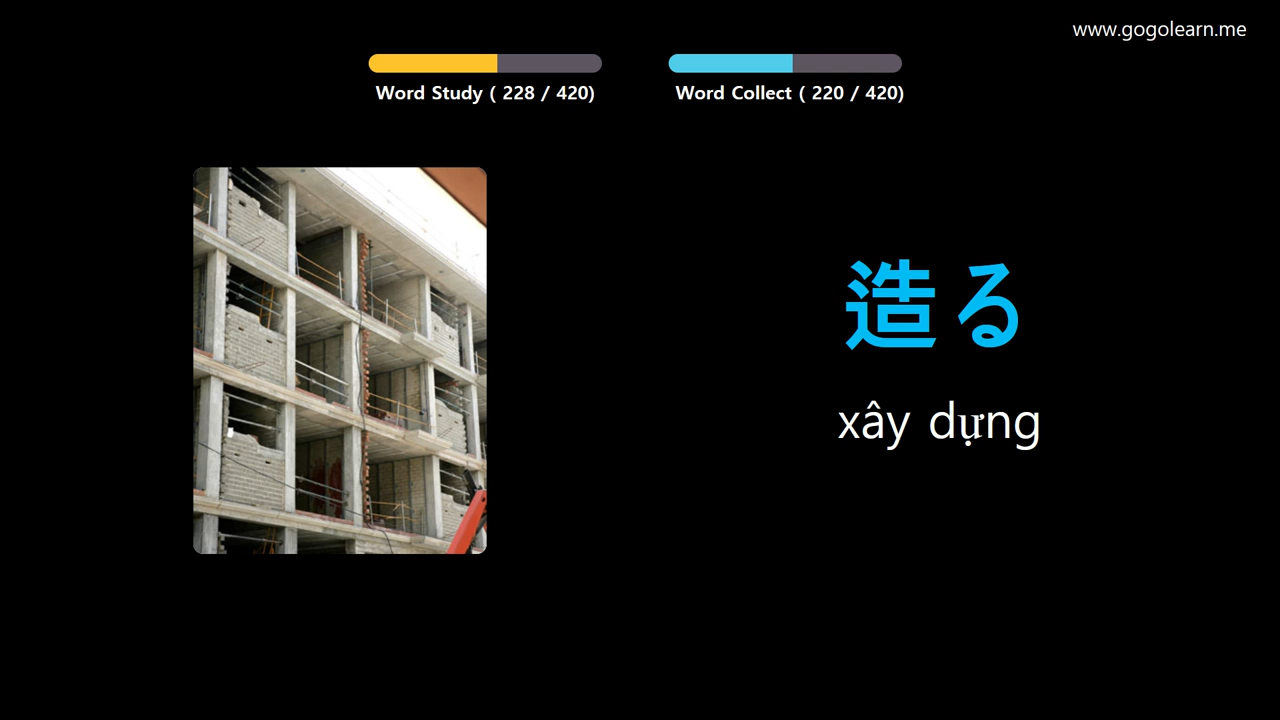 www.gogolearn.me
Word Study ( 228 / 420)
Word Collect ( 220 / 420)
造る
xây dựng